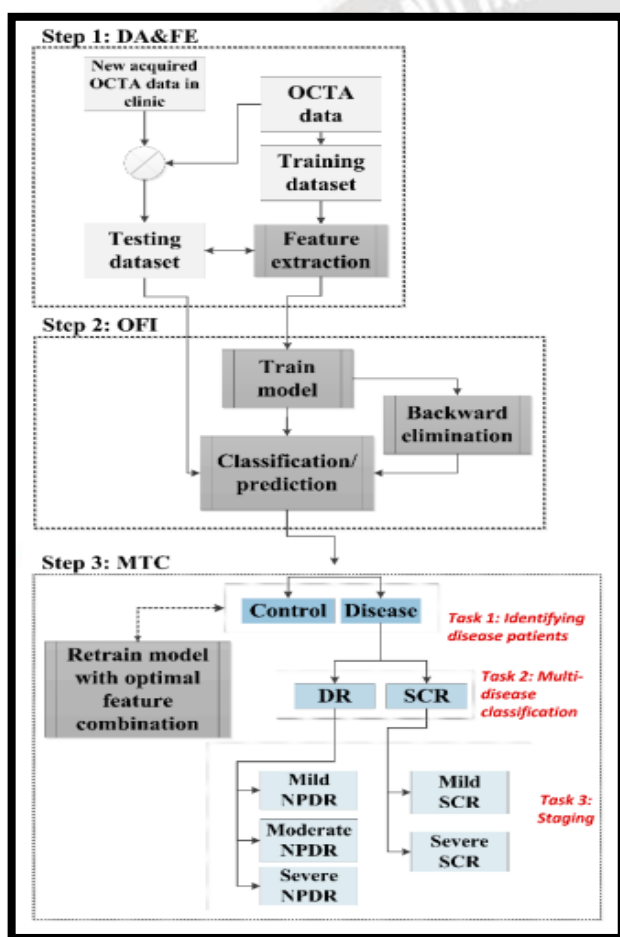 Step 1: DA&FE
New acquired
OCTA data in
clinic
OCTA
data
Training
dataset
Testing
dataset
Feature
extraction
Step 2: OFI
Train
model
Backward
elimination
Classification/
prediction
Step 3: MTC
Control
Disease
Task 1: Identifying
disease patients
Retrain model
with optimal
feature
combination
DR
SCR
Task 2: Multi-
disease
classification
Mild
NPDR
Mild
SCR
Task 3:
Staging
Moderate
NPDR
Severe
SCR
Severe
NPDR